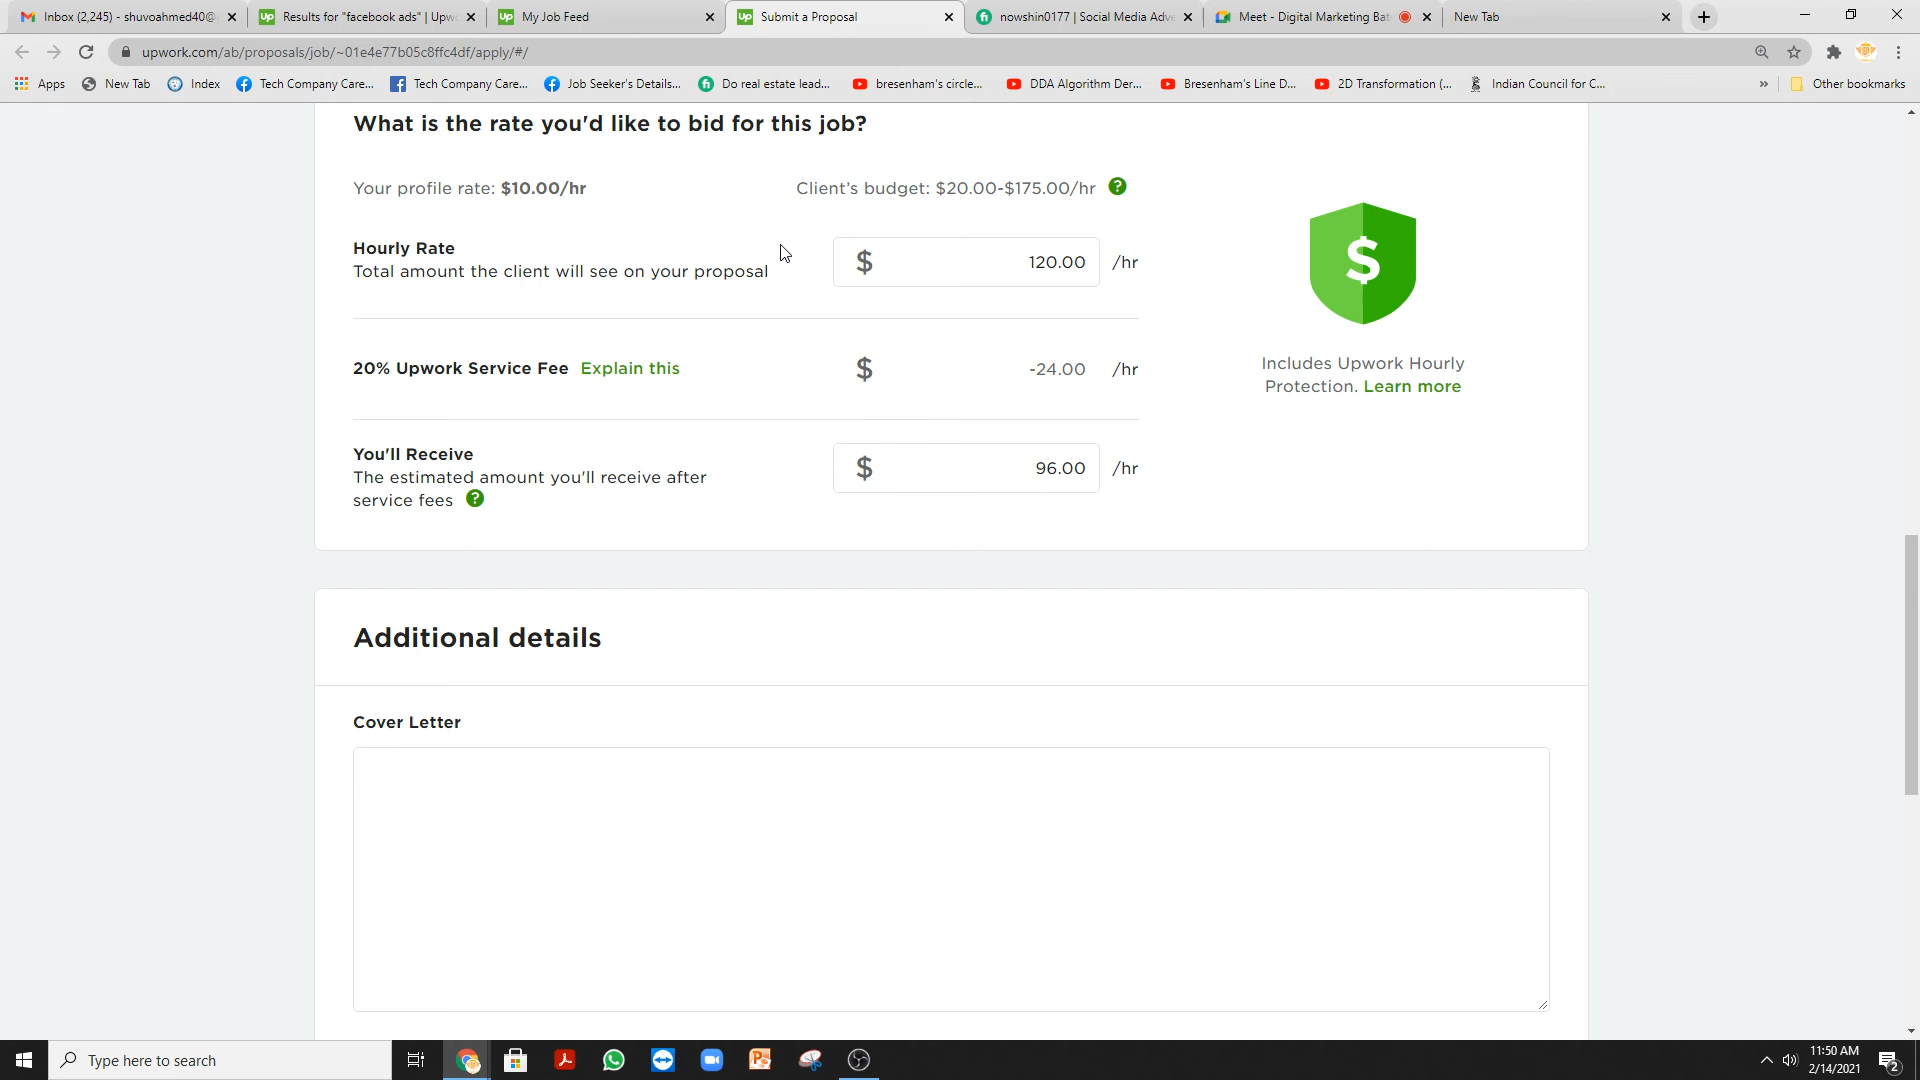 Inbox (2,245) - shuvoahmed40@
Results for "facebook ads" | Upwo
My Job Feed
Submit a Proposal
nowshin0177 | Social Media Adve
Meet - Digital Marketing Bat
New Tab
upwork.com/ab/proposals/job/~01e4e77b05c8ffc4df/apply/#/
Apps
New Tab
Index
Tech Company Care...
Tech Company Care...
Job Seeker's Details...
Do real estate lead...
bresenham's circle...
DDA Algorithm Der...
Bresenham's Line D...
2D Transformation (...
Indian Council for C...
»
Other bookmarks
What is the rate you'd like to bid for this job?
Your profile rate: $10.00/hr
Client's budget: $20.00-$175.00/hr ?
Hourly Rate
Total amount the client will see on your proposal
$ 120.00 /hr
20% Upwork Service Fee Explain this
$ -24.00 /hr
You'll Receive
The estimated amount you'll receive after
service fees ?
$ 96.00 /hr
$
Includes Upwork Hourly
Protection. Learn more
Additional details
Cover Letter
Type here to search
11:50 AM
2/14/2021
2